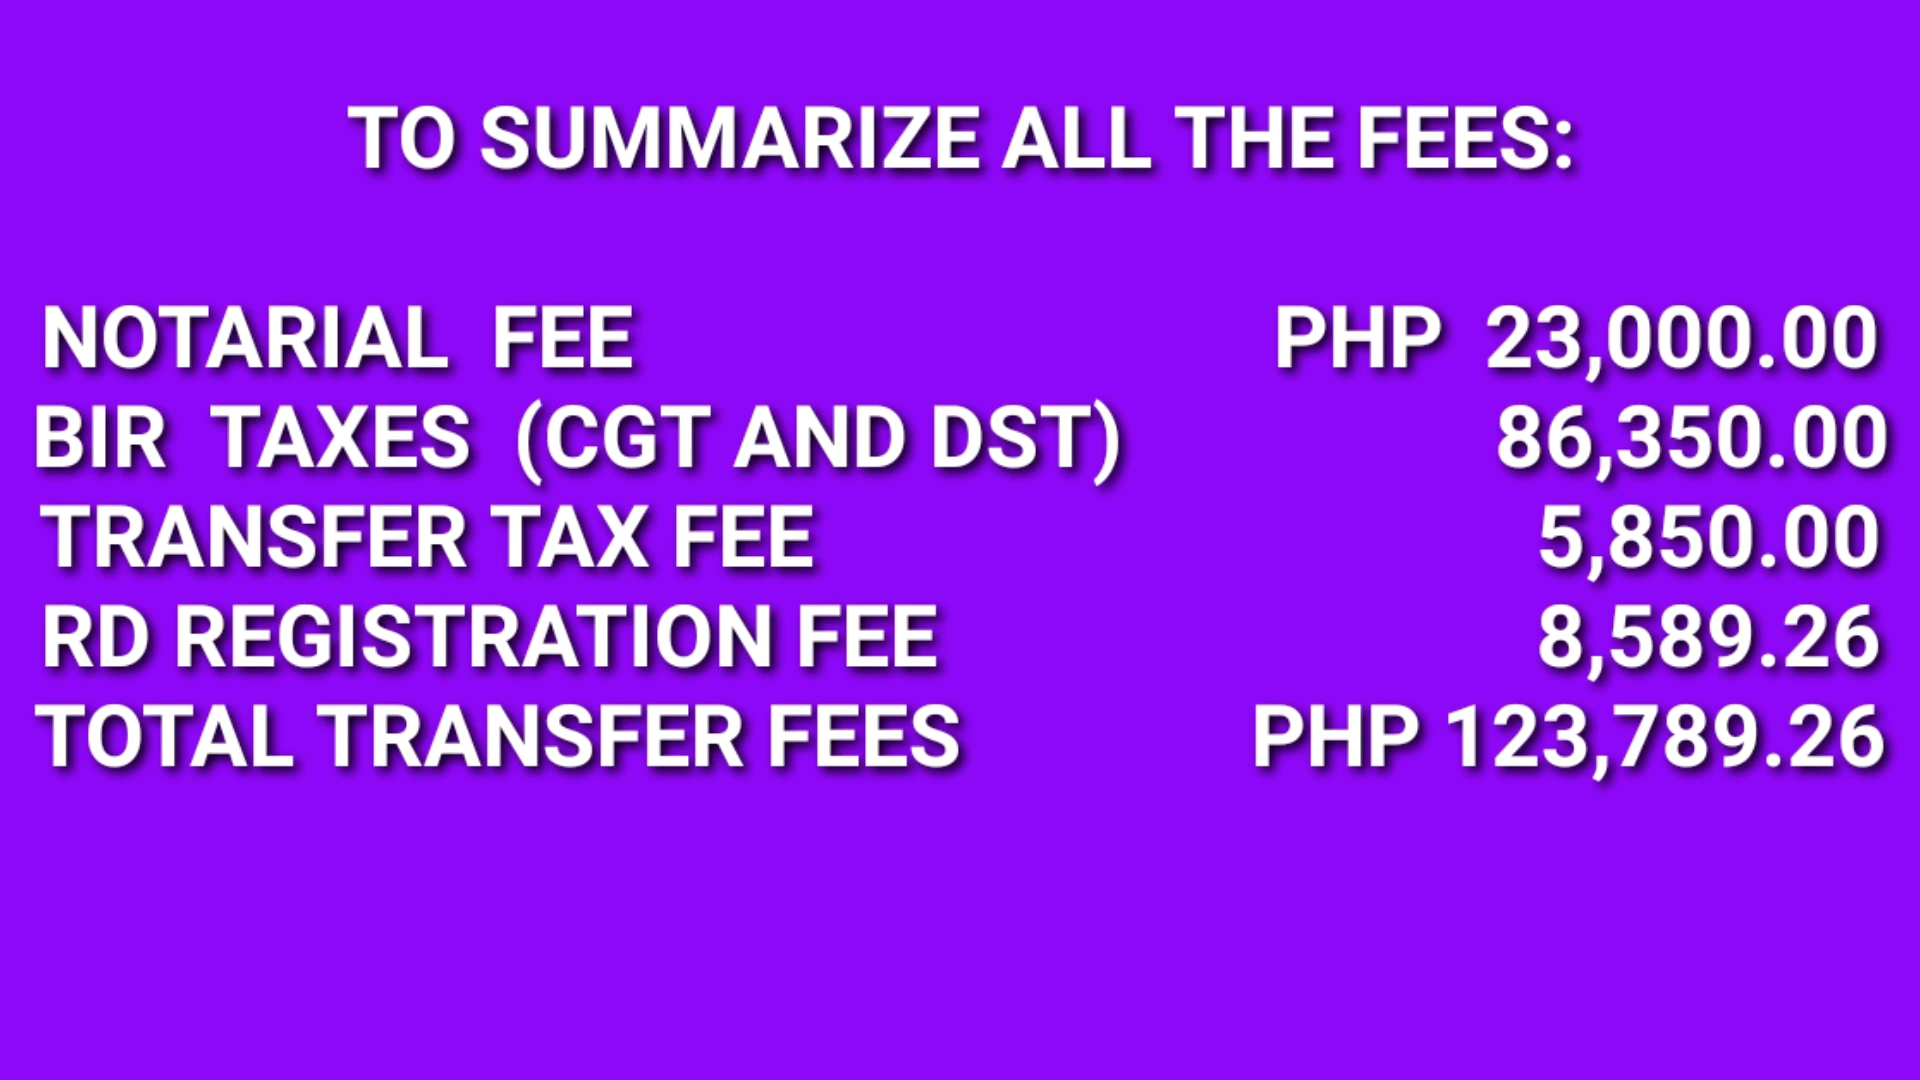 TO SUMMARIZE ALL THE FEES:
NOTARIAL FEE PHP 23,000.00
BIR TAXES (CGT AND DST) 86,350.00
TRANSFER TAX FEE 5,850.00
RD REGISTRATION FEE 8,589.26
TOTAL TRANSFER FEES PHP 123,789.26